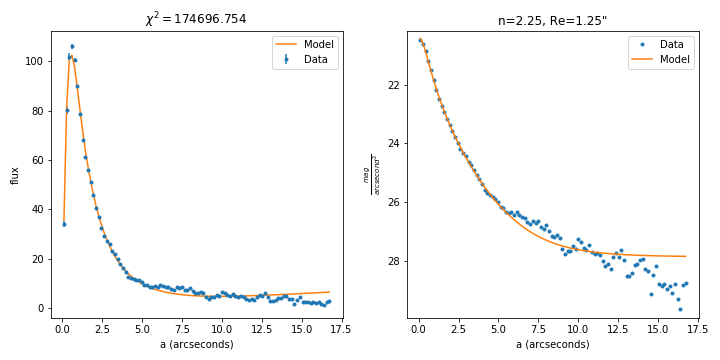 χ² = 174696.754
n=2.25, Re=1.25"
Model
Data
Data
Model
flux
100
80
60
40
20
0
0.0 2.5 5.0 7.5 10.0 12.5 15.0 17.5
a (arcseconds)
mag
arcsecond²
22
24
26
28
0.0 2.5 5.0 7.5 10.0 12.5 15.0 17.5
a (arcseconds)